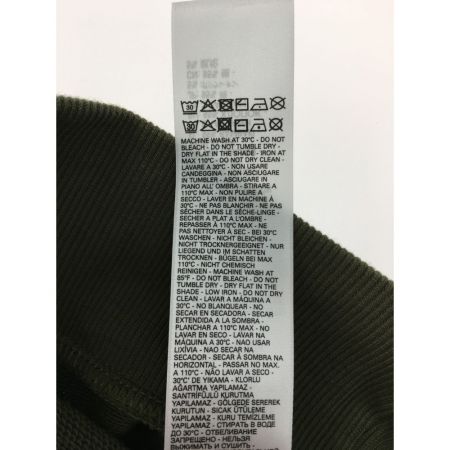 30
30
MACHINE WASH AT 30°C - DO NOT
BLEACH - DO NOT TUMBLE DRY -
DRY FLAT IN THE SHADE - IRON AT
MAX 110°C - DO NOT DRY CLEAN -
LAVARE A 30°C - NON USARE
CANDEGGINA - NON ASCIUGARE
IN TUMBLER - ASCIUGARE IN
PIANO ALL'OMBRA - STIRARE A
110°C MAX - NON PULIRE A
SECCO - LAVER EN MACHINE À
30°C - NE PAS BLANCHIR - NE PAS
SÉCHER DANS LE SÈCHE-LINGE -
SECHER A PLAT A L'OMBRE -
REPASSER À 110°C MAX - NE
PAS NETTOYER À SEC - BEI 30°C
WASCHEN - NICHT BLEICHEN -
NICHT TROCKNERGEEIGNET - NUR
LIEGEND UND IM SCHATTEN
TROCKNEN - BÜGELN BEI MAX
110°C - NICHT CHEMISCH
REINIGEN - MACHINE WASH AT
85°F - DO NOT BLEACH - DO NOT
TUMBLE DRY - DRY FLAT IN THE
SHADE - LOW IRON - DO NOT DRY
CLEAN - LAVAR A MÁQUINA A
30°C - NO BLANQUEAR - NO
SECAR EN SECADORA - SECAR
EXTENDIDA A LA SOMBRA -
PLANCHAR A 110°C MAX - NO
LAVAR EN SECO - LAVAR NA
MÁQUINA A 30°C - NÃO USAR
LIXÍVIA - NÃO SECAR NA
SECADOR - SECAR À SOMBRA NA
HORIZONTAL - PASSAR NO MAX.
A 110°C - NÃO LAVAR A SECO -
30°C' DE YIKAMA - KLORLU
AĞARTMA YAPILAMAZ -
SANTRİFÜJLÜ KURUTMA
YAPILAMAZ - GÖLGEDE SEREREK
KURUTUN - SICAK ÜTÜLEME
YAPILAMAZ - KURU TEMİZLEME
YAPILAMAZ - СТИРАТЬ В ВОДЕ
ДО 30°C - ОТБЕЛИВАНИЕ
ЗАПРЕЩЕНО - НЕЛЬЗЯ
ВЫЖИМАТЬ И СУШИТЬ -